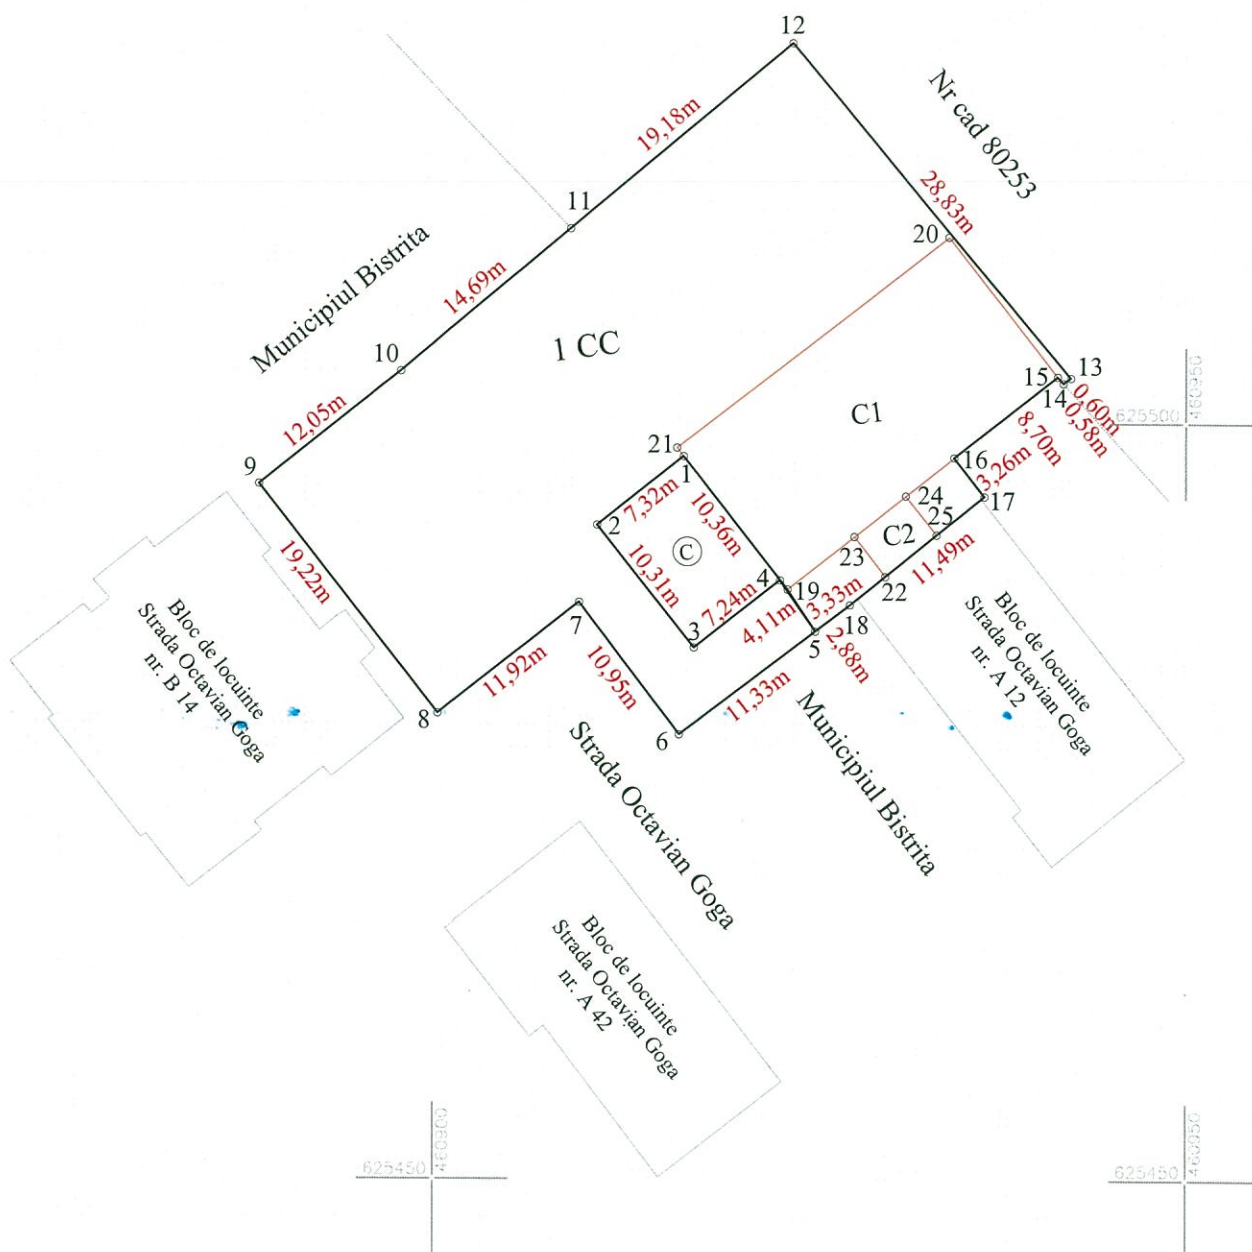 12
19,18m
Nr cad 80253
28,83m
11
20
Municipiul Bistrita
14,69m
10
1 CC
13
15
14
0,60m
0,58m
625500
460950
12,05m
C1
8,70m
21
1
9
16
3,26m
17
7,32m
10,36m
24
2
C
25
C2
11,49m
10,31m
23
19,22m
4
19
22
7,24m
3,33m
4,11m
18
7
3
5
2,88m
11,92m
10,95m
11,33m
8
6
Bloc de locuinte
Strada Octavian Goga
nr. B 14
Bloc de locuinte
Strada Octavian Goga
nr. A 12
Strada Octavian Goga
Municipiul Bistrita
Bloc de locuinte
Strada Octavian Goga
nr. A 42
625450
460900
625450
460950